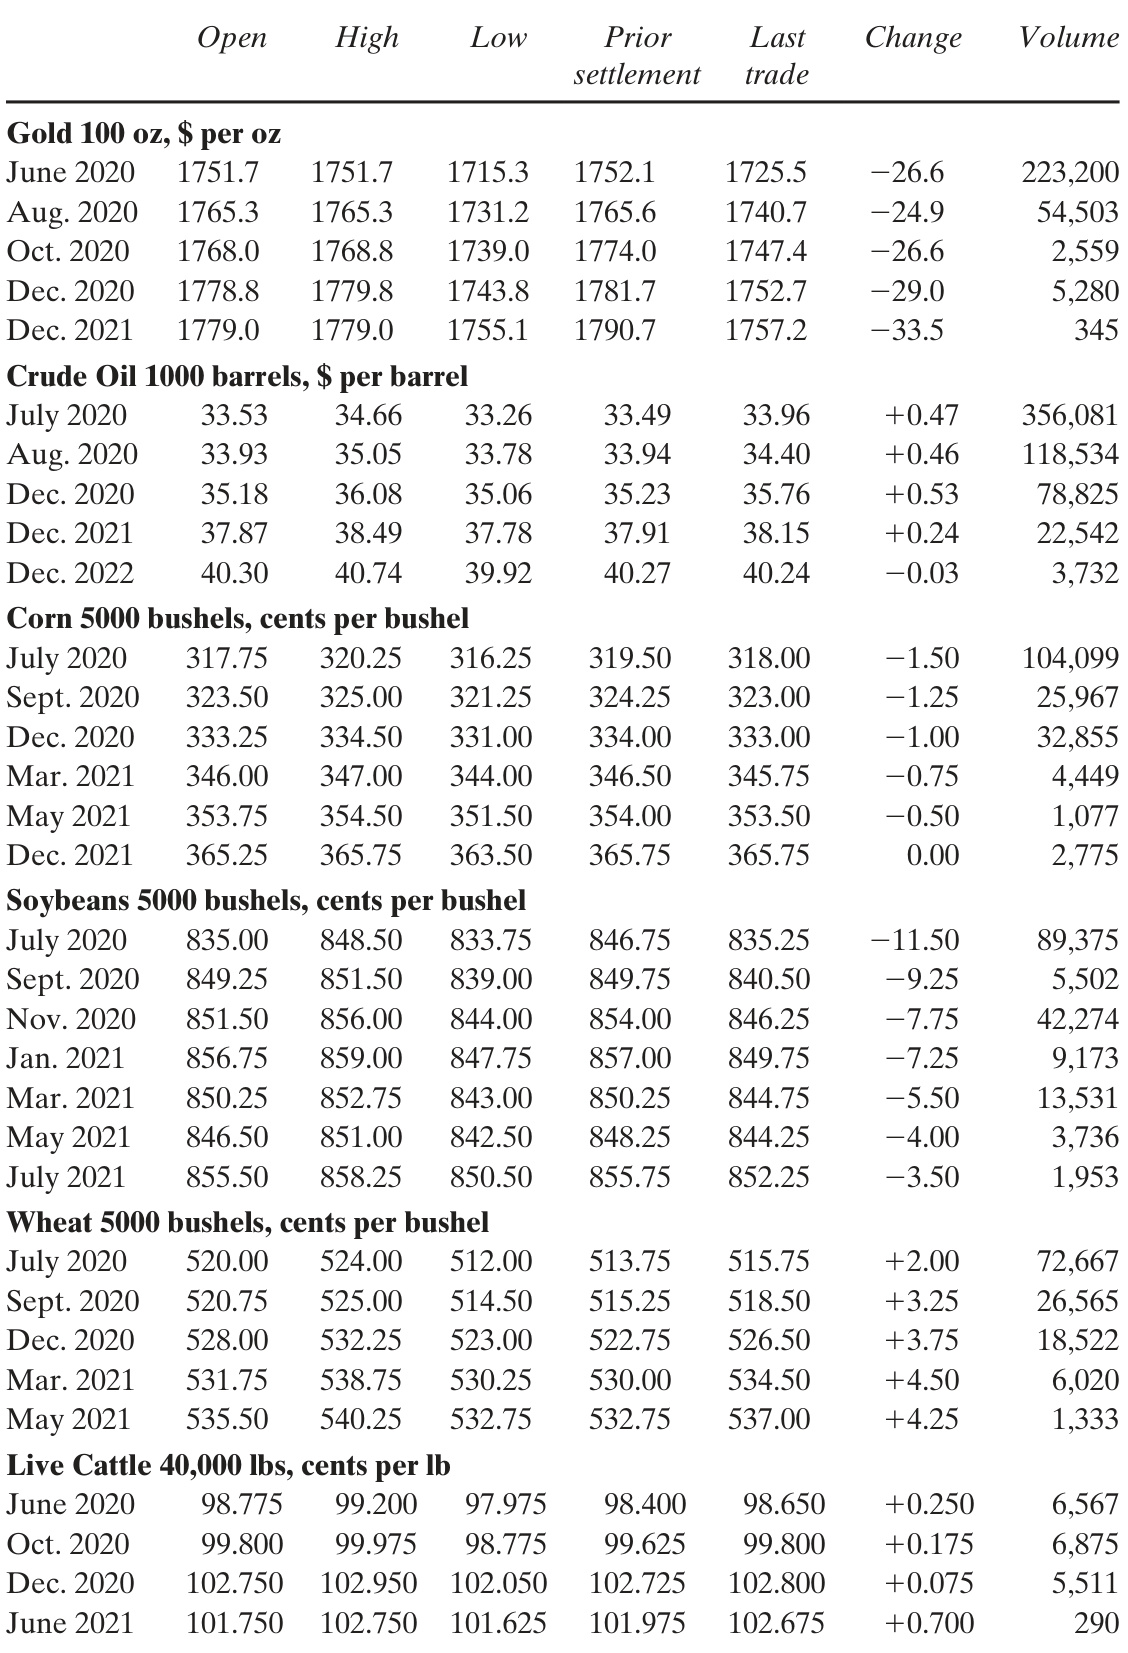 Open High Low Prior settlement Last trade Change Volume
Gold 100 oz, $ per oz
June 2020 1751.7 1751.7 1715.3 1752.1 1725.5 −26.6 223,200
Aug. 2020 1765.3 1765.3 1731.2 1765.6 1740.7 −24.9 54,503
Oct. 2020 1768.0 1768.8 1739.0 1774.0 1747.4 −26.6 2,559
Dec. 2020 1778.8 1779.8 1743.8 1781.7 1752.7 −29.0 5,280
Dec. 2021 1779.0 1779.0 1755.1 1790.7 1757.2 −33.5 345
Crude Oil 1000 barrels, $ per barrel
July 2020 33.53 34.66 33.26 33.49 33.96 +0.47 356,081
Aug. 2020 33.93 35.05 33.78 33.94 34.40 +0.46 118,534
Dec. 2020 35.18 36.08 35.06 35.23 35.76 +0.53 78,825
Dec. 2021 37.87 38.49 37.78 37.91 38.15 +0.24 22,542
Dec. 2022 40.30 40.74 39.92 40.27 40.24 −0.03 3,732
Corn 5000 bushels, cents per bushel
July 2020 317.75 320.25 316.25 319.50 318.00 −1.50 104,099
Sept. 2020 323.50 325.00 321.25 324.25 323.00 −1.25 25,967
Dec. 2020 333.25 334.50 331.00 334.00 333.00 −1.00 32,855
Mar. 2021 346.00 347.00 344.00 346.50 345.75 −0.75 4,449
May 2021 353.75 354.50 351.50 354.00 353.50 −0.50 1,077
Dec. 2021 365.25 365.75 363.50 365.75 365.75 0.00 2,775
Soybeans 5000 bushels, cents per bushel
July 2020 835.00 848.50 833.75 846.75 835.25 −11.50 89,375
Sept. 2020 849.25 851.50 839.00 849.75 840.50 −9.25 5,502
Nov. 2020 851.50 856.00 844.00 854.00 846.25 −7.75 42,274
Jan. 2021 856.75 859.00 847.75 857.00 849.75 −7.25 9,173
Mar. 2021 850.25 852.75 843.00 850.25 844.75 −5.50 13,531
May 2021 846.50 851.00 842.50 848.25 844.25 −4.00 3,736
July 2021 855.50 858.25 850.50 855.75 852.25 −3.50 1,953
Wheat 5000 bushels, cents per bushel
July 2020 520.00 524.00 512.00 513.75 515.75 +2.00 72,667
Sept. 2020 520.75 525.00 514.50 515.25 518.50 +3.25 26,565
Dec. 2020 528.00 532.25 523.00 522.75 526.50 +3.75 18,522
Mar. 2021 531.75 538.75 530.25 530.00 534.50 +4.50 6,020
May 2021 535.50 540.25 532.75 532.75 537.00 +4.25 1,333
Live Cattle 40,000 lbs, cents per lb
June 2020 98.775 99.200 97.975 98.400 98.650 +0.250 6,567
Oct. 2020 99.800 99.975 98.775 99.625 99.800 +0.175 6,875
Dec. 2020 102.750 102.950 102.050 102.725 102.800 +0.075 5,511
June 2021 101.750 102.750 101.625 101.975 102.675 +0.700 290